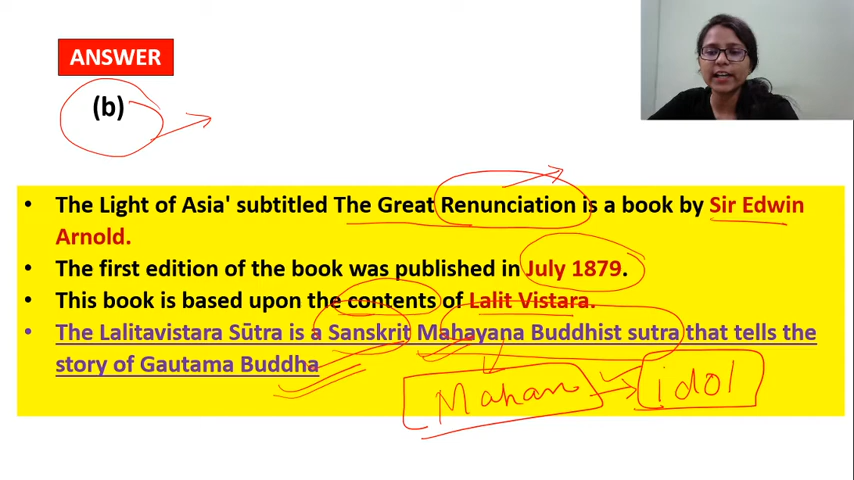 ANSWER
(b)
• The Light of Asia' subtitled The Great Renunciation is a book by Sir Edwin
Arnold.
• The first edition of the book was published in July 1879.
• This book is based upon the contents of Lalit Vistara.
• The Lalitavistara Sūtra is a Sanskrit Mahayana Buddhist sutra that tells the
story of Gautama Buddha
Mahan idol